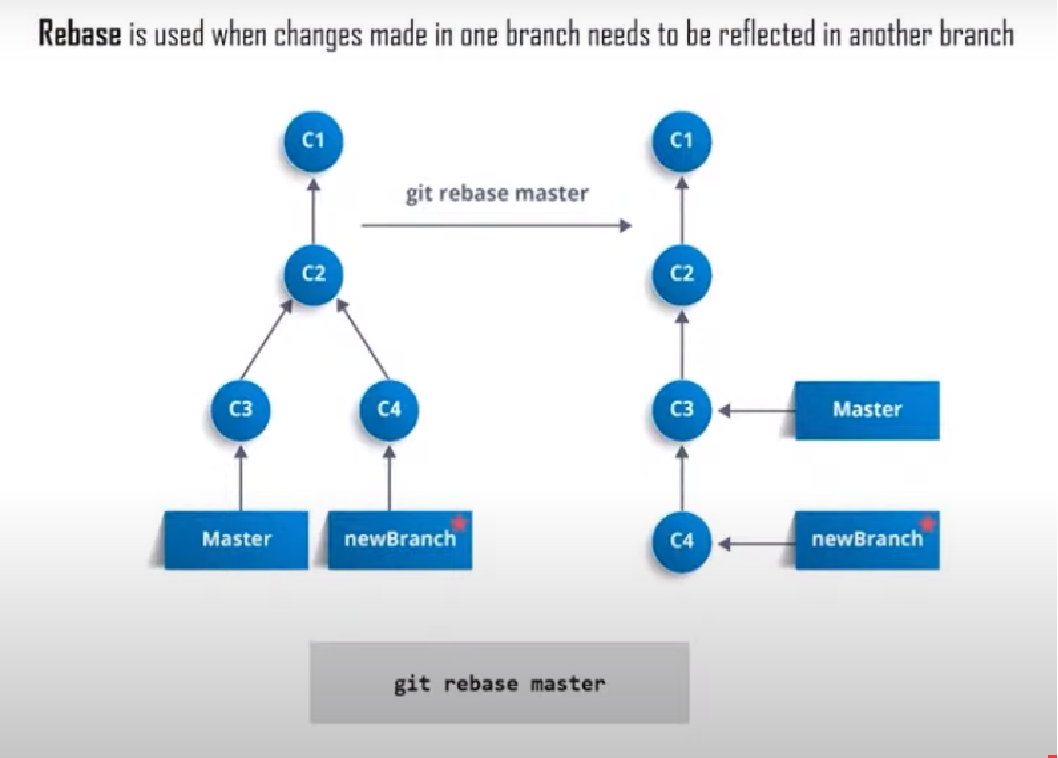 Rebase is used when changes made in one branch needs to be reflected in another branch
C1
C1
git rebase master
C2
C2
C3
C4
C3
Master
Master
newBranch
C4
newBranch
git rebase master